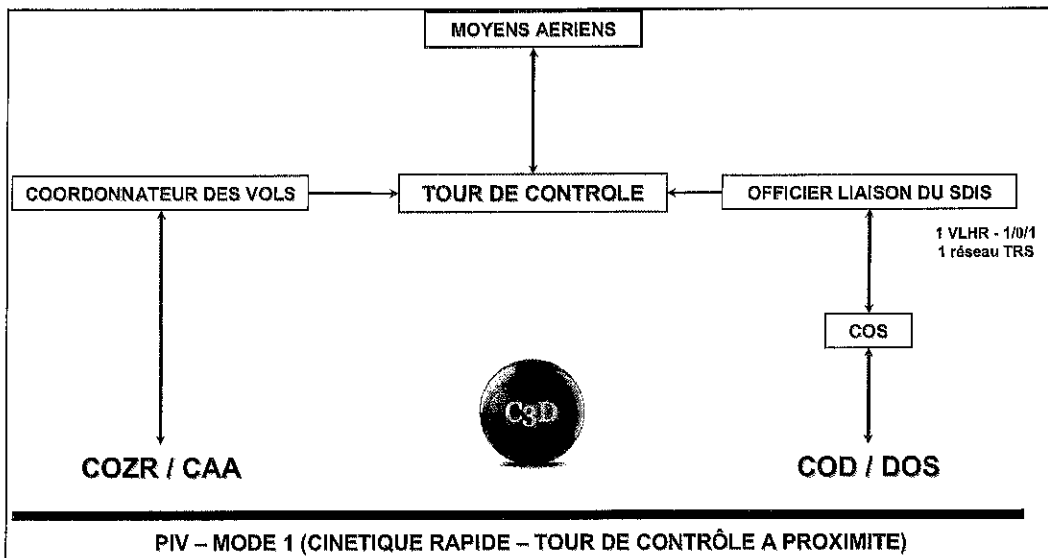 MOYENS AERIENS
COORDONNATEUR DES VOLS
TOUR DE CONTROLE
OFFICIER LIAISON DU SDIS
1 VLHR - 1/0/1
1 réseau TRS
COS
C3D
COZR / CAA
COD / DOS
PIV – MODE 1 (CINETIQUE RAPIDE – TOUR DE CONTRÔLE A PROXIMITE)